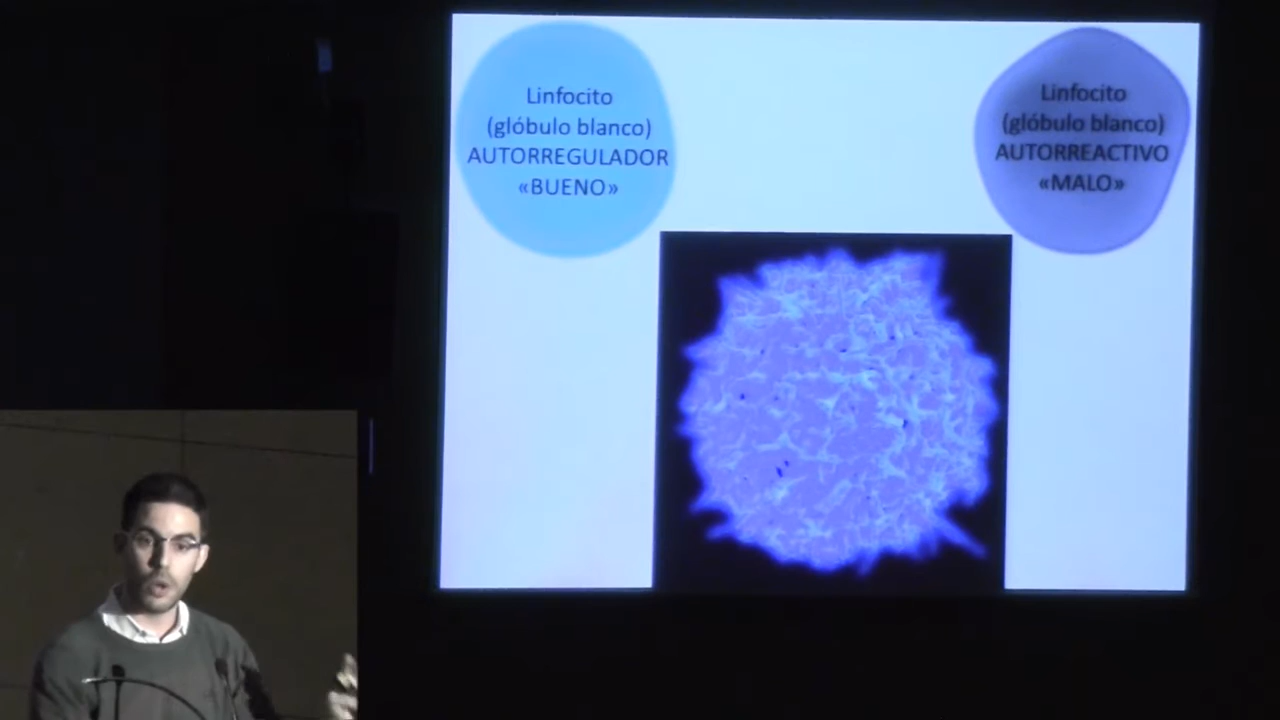 Linfocito
(glóbulo blanco)
AUTORREGULADOR
«BUENO»
Linfocito
(glóbulo blanco)
AUTORREACTIVO
«MALO»